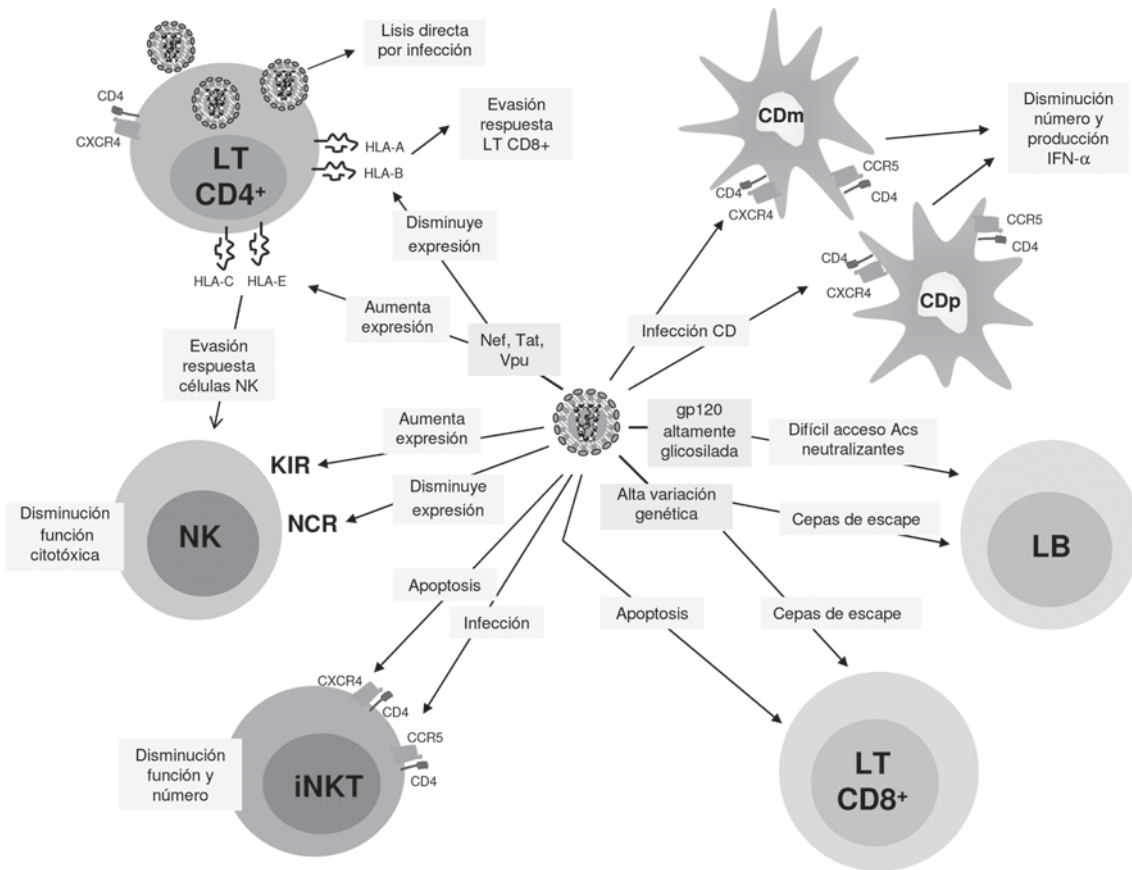 Lisis directa
por infección
CD4
CXCR4
LT
CD4+
HLA-A
HLA-B
Evasión
respuesta
LT CD8+
HLA-C
HLA-E
Disminuye
expresión
Aumenta
expresión
Nef, Tat,
Vpu
Evasión
respuesta
células NK
CDm
CD4
CXCR4
CCR5
CD4
Disminución
número y
producción
IFN-α
CCR5
CD4
CD4
CXCR4
CDp
Infección CD
gp120
altamente
glicosilada
Difícil acceso Acs
neutralizantes
Alta variación
genética
Cepas de escape
LB
Aumenta
expresión
KIR
Disminuye
expresión
NCR
NK
Disminución
función
citotóxica
Apoptosis
Infección
Apoptosis
Cepas de escape
CXCR4
CD4
CCR5
CD4
iNKT
Disminución
función y
número
LT
CD8+